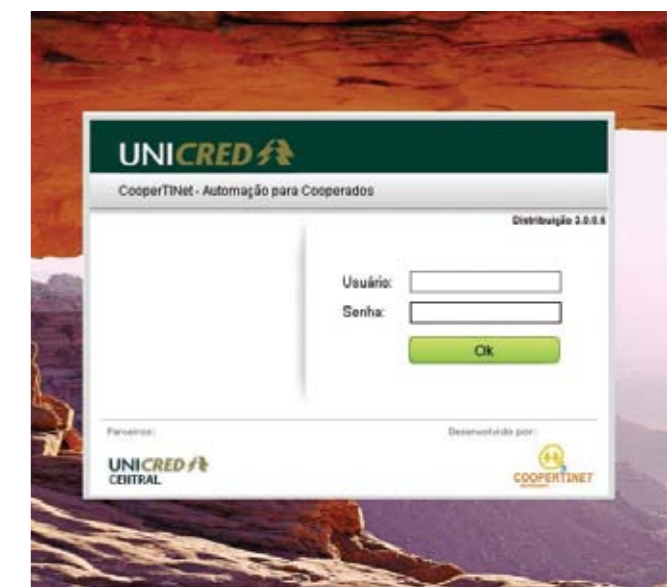 UNICRED
CooperTINet - Automação para Cooperados
Distribuição 3.0.0.6
Usuário:
Senha:
Ok
Parceiros:
Desenvolvido por:
UNICRED
CENTRAL
COOPERTINET